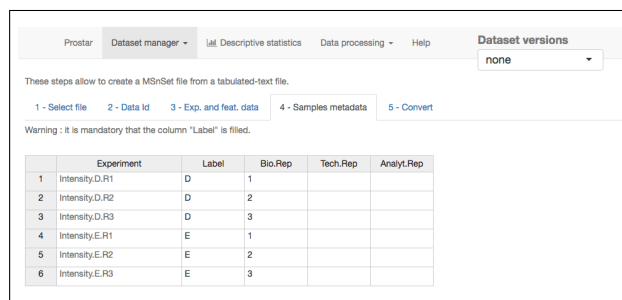 Prostar Dataset manager Descriptive statistics Data processing Help Dataset versions
none
These steps allow to create a MSnSet file from a tabulated-text file.
1 - Select file 2 - Data Id 3 - Exp. and feat. data 4 - Samples metadata 5 - Convert
Warning : it is mandatory that the column "Label" is filled.
Experiment Label Bio.Rep Tech.Rep Analyt.Rep
1 Intensity.D.R1 D 1
2 Intensity.D.R2 D 2
3 Intensity.D.R3 D 3
4 Intensity.E.R1 E 1
5 Intensity.E.R2 E 2
6 Intensity.E.R3 E 3